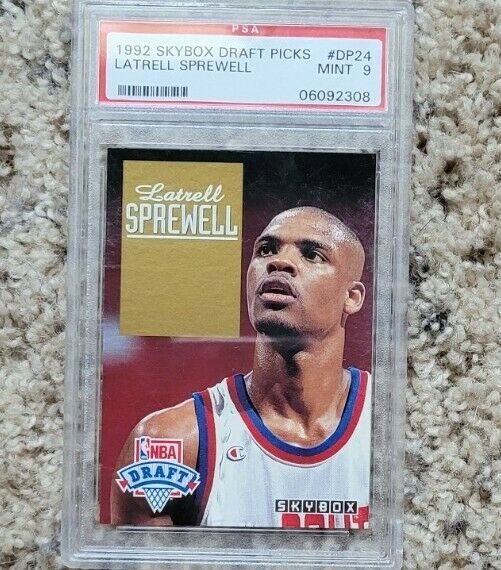 PSA
1992 SKYBOX DRAFT PICKS #DP24
LATRELL SPREWELL MINT 9
06092308
Latrell
SPREWELL
NBA
DRAFT
SKYBOX